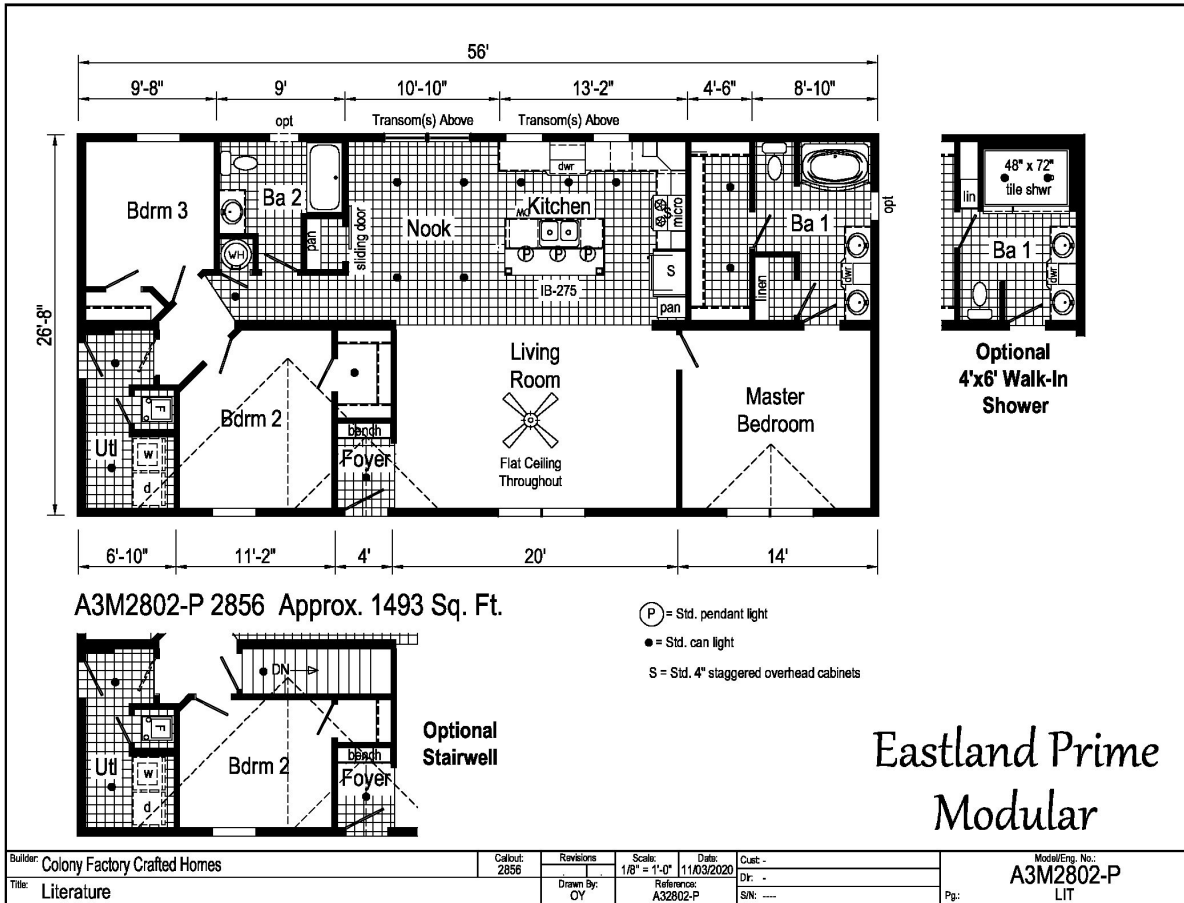 56'
9'-8" 9' 10'-10" 13'-2" 4'-6" 8'-10"
opt Transom(s) Above Transom(s) Above
26'-8"
Bdrm 3
Ba 2
WH
pan
sliding door
Nook
dwr
Kitchen
MO
micro
S
P P P
IB-275
S
pan
Ba 1
opt
linen
dwr
lin
48" x 72"
tile shwr
Ba 1
dwr
Optional
4'x6' Walk-In
Shower
Utl
F
w
d
Bdrm 2
bench
Foyer
Living
Room
Flat Ceiling
Throughout
Master
Bedroom
6'-10" 11'-2" 4' 20' 14'
A3M2802-P 2856 Approx. 1493 Sq. Ft.
P = Std. pendant light
= Std. can light
S = Std. 4" staggered overhead cabinets
DN
Utl
F
w
d
Bdrm 2
bench
Foyer
Optional
Stairwell
Eastland Prime
Modular
Builder: Colony Factory Crafted Homes
Title: Literature
Callout:
2856
Revisions
Drawn By:
OY
Scale:
1/8" = 1'-0"
Date:
11/03/2020
Reference:
A32802-P
Cust: -
Dlr: -
S/N: ----
Model/Eng. No.:
A3M2802-P
Pg.: LIT